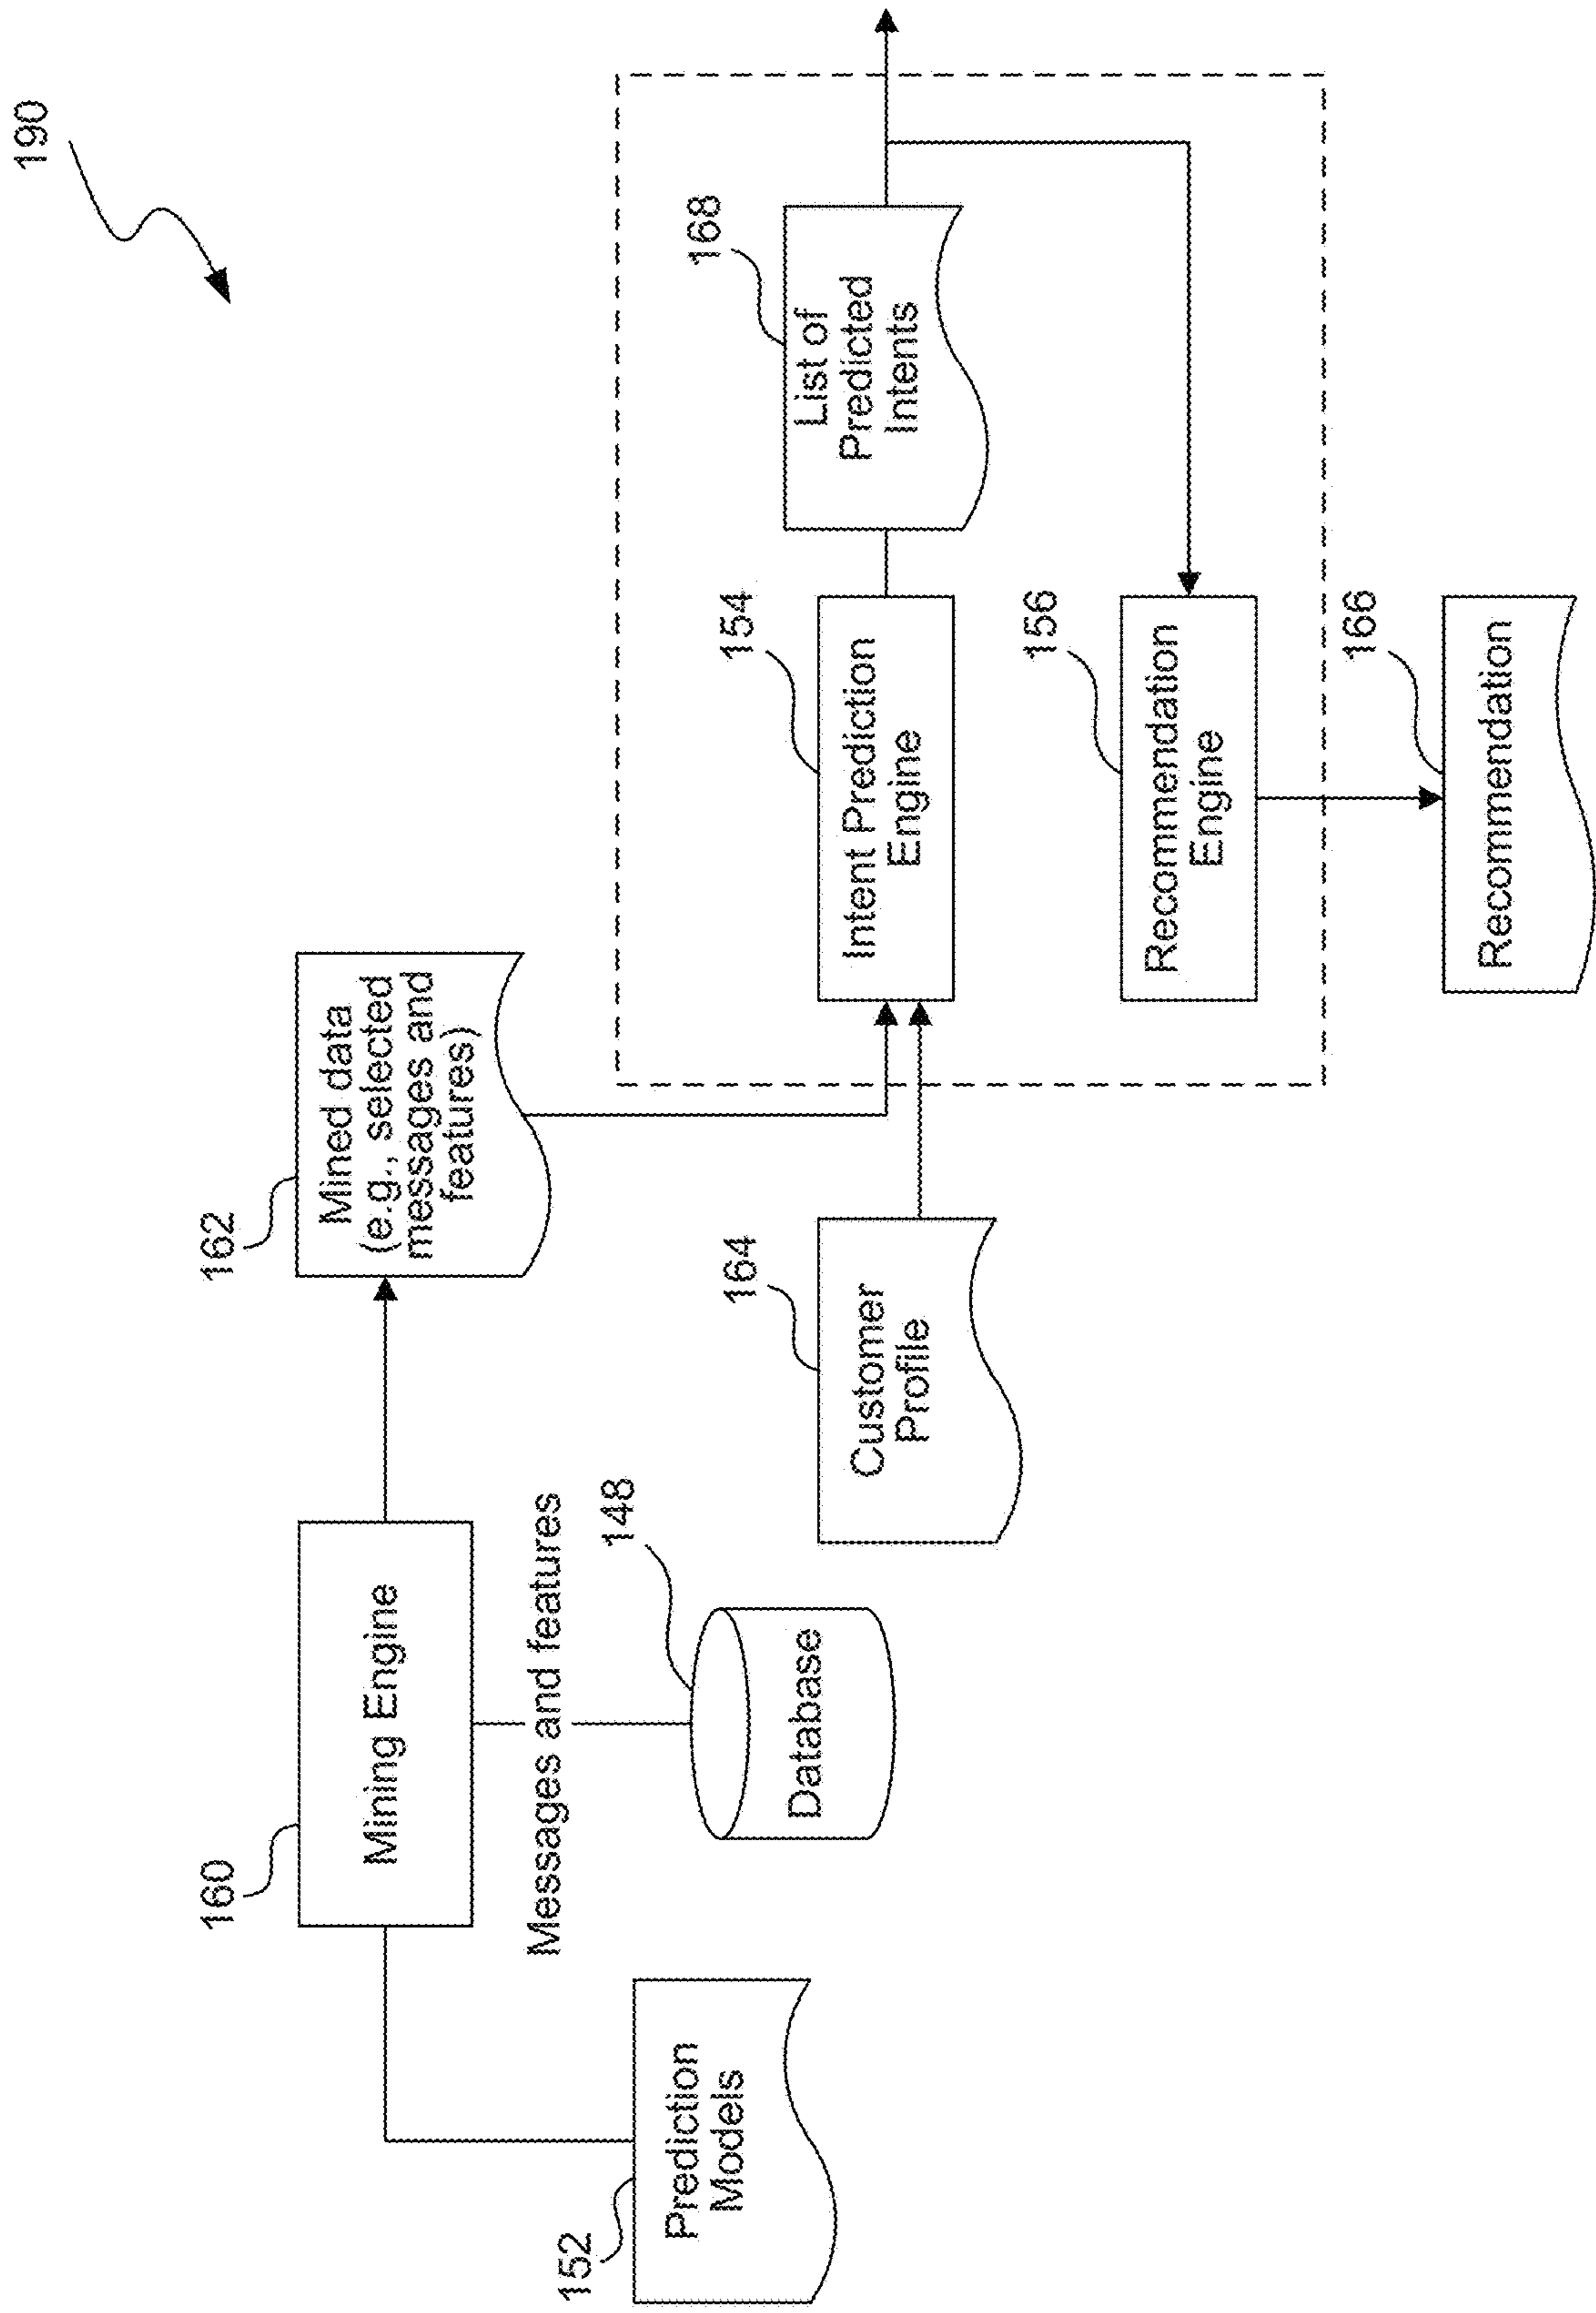 190
160
Mining Engine
162
Mined data
(e.g., selected
messages and
features)
Messages and features
152
Prediction
Models
148
Database
164
Customer
Profile
154
Intent Prediction
Engine
168
List of
Predicted
Intents
156
Recommendation
Engine
166
Recommendation